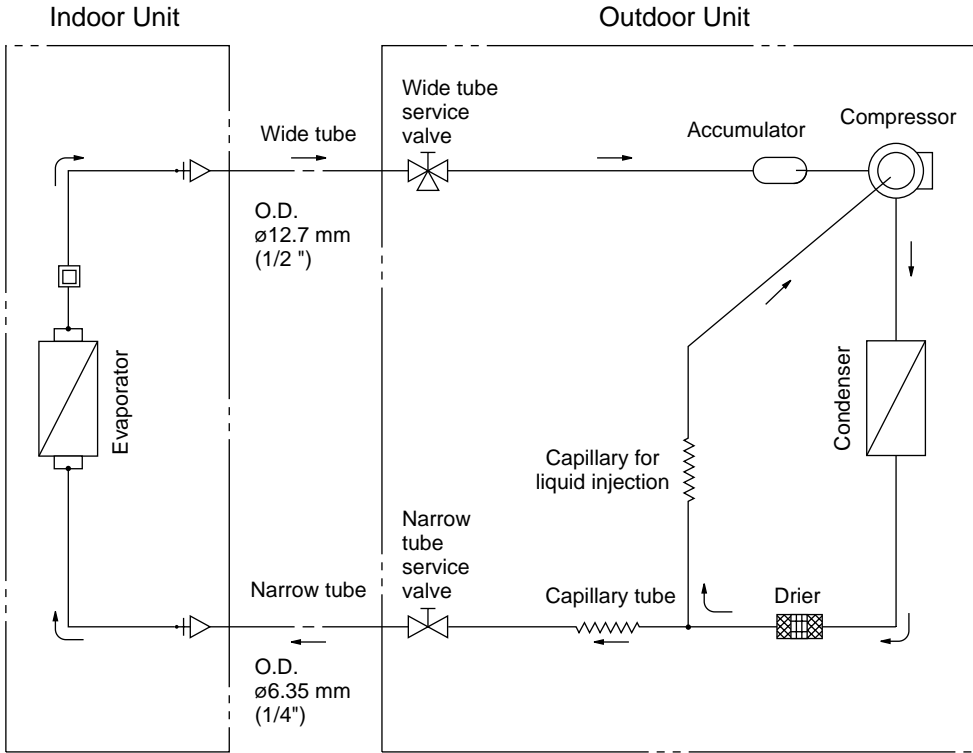 Indoor Unit
Outdoor Unit
Wide tube
service
valve
Accumulator
Compressor
Wide tube
O.D.
ø12.7 mm
(1/2 ")
Evaporator
Condenser
Capillary for
liquid injection
Narrow
tube
service
valve
Narrow tube
Capillary tube
Drier
O.D.
ø6.35 mm
(1/4")